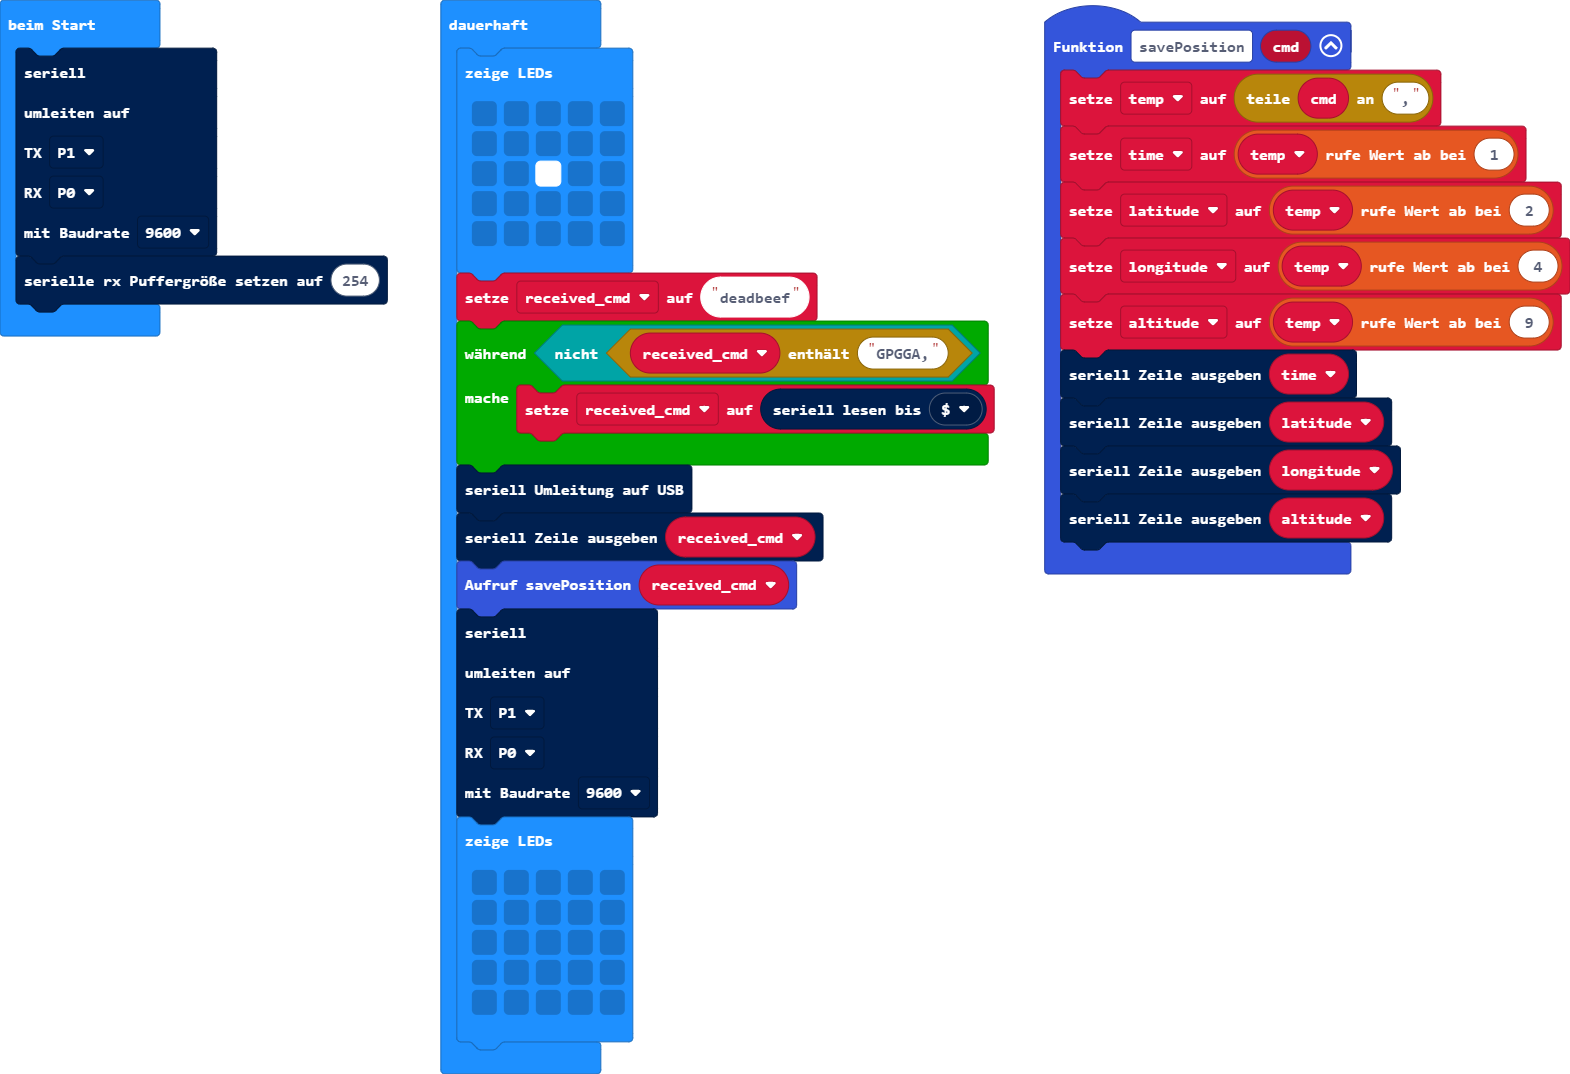 beim Start
seriell
umleiten auf
TX P1
RX P0
mit Baudrate 9600
serielle rx Puffergröße setzen auf 254
dauerhaft
zeige LEDs
setze received_cmd auf "deadbeef"
während nicht received_cmd enthält "GPGGA,"
mache setze received_cmd auf seriell lesen bis $
seriell Umleitung auf USB
seriell Zeile ausgeben received_cmd
Aufruf savePosition received_cmd
seriell
umleiten auf
TX P1
RX P0
mit Baudrate 9600
zeige LEDs
Funktion savePosition cmd
setze temp auf teile cmd an ","
setze time auf temp rufe Wert ab bei 1
setze latitude auf temp rufe Wert ab bei 2
setze longitude auf temp rufe Wert ab bei 4
setze altitude auf temp rufe Wert ab bei 9
seriell Zeile ausgeben time
seriell Zeile ausgeben latitude
seriell Zeile ausgeben longitude
seriell Zeile ausgeben altitude